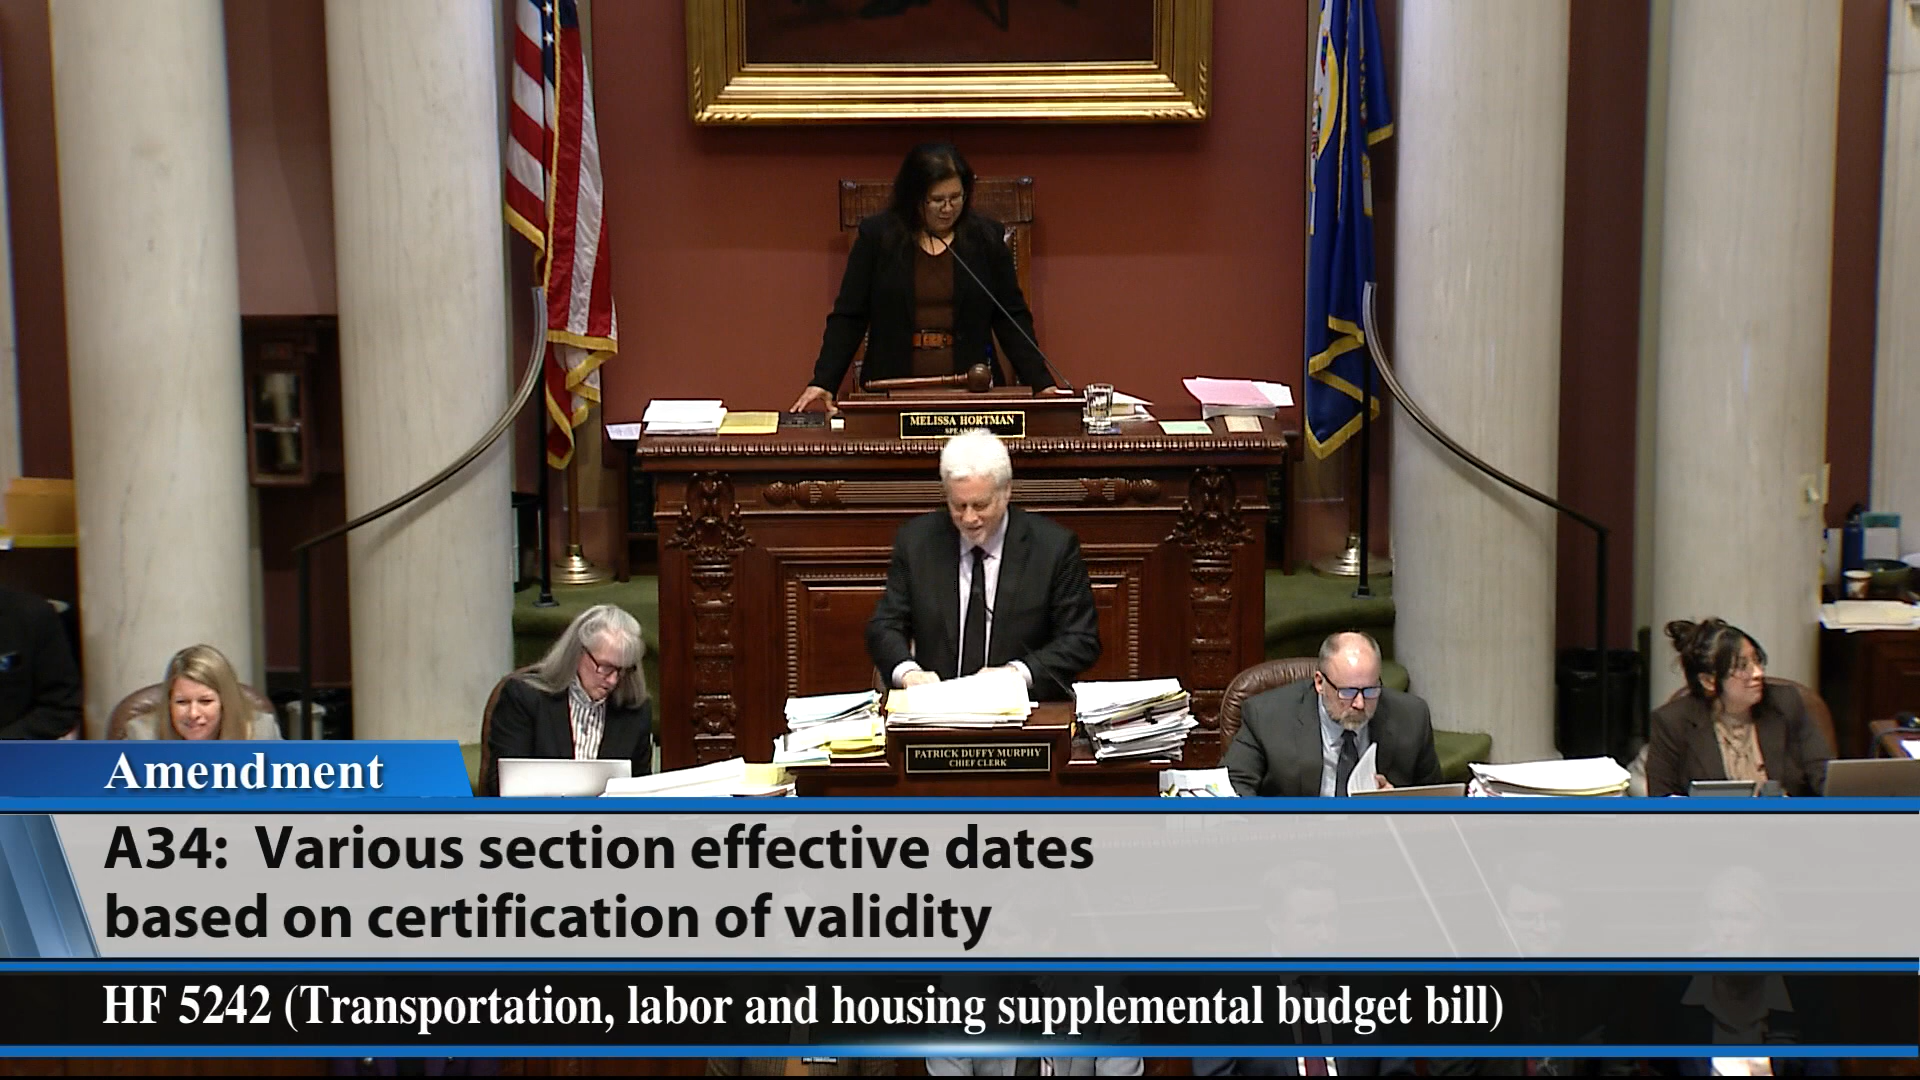 MELISSA HORTMAN
SPEAKER
PATRICK DUFFY MURPHY
CHIEF CLERK
Amendment
A34: Various section effective dates
based on certification of validity
HF 5242 (Transportation, labor and housing supplemental budget bill)